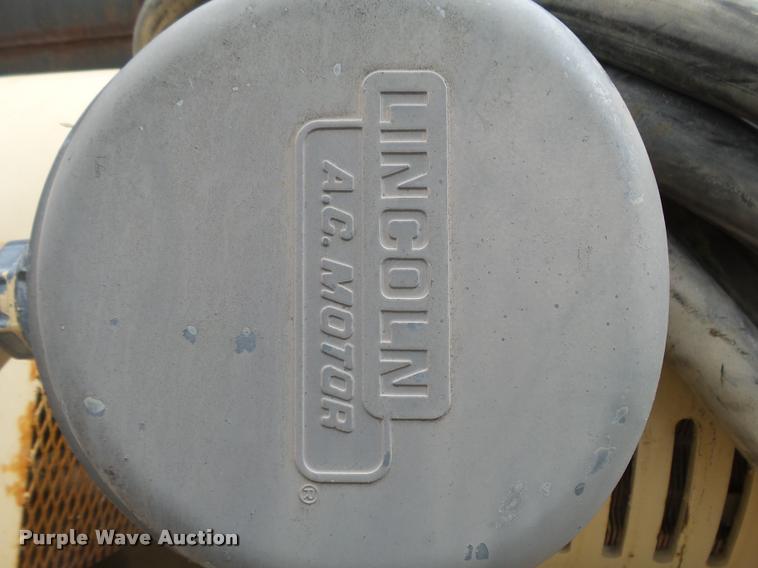 LINCOLN
A.C. MOTOR
®
Purple Wave Auction